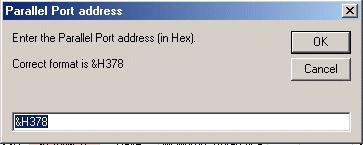 Parallel Port address
Enter the Parallel Port address (in Hex).
OK
Correct format is &H378
Cancel
&H378